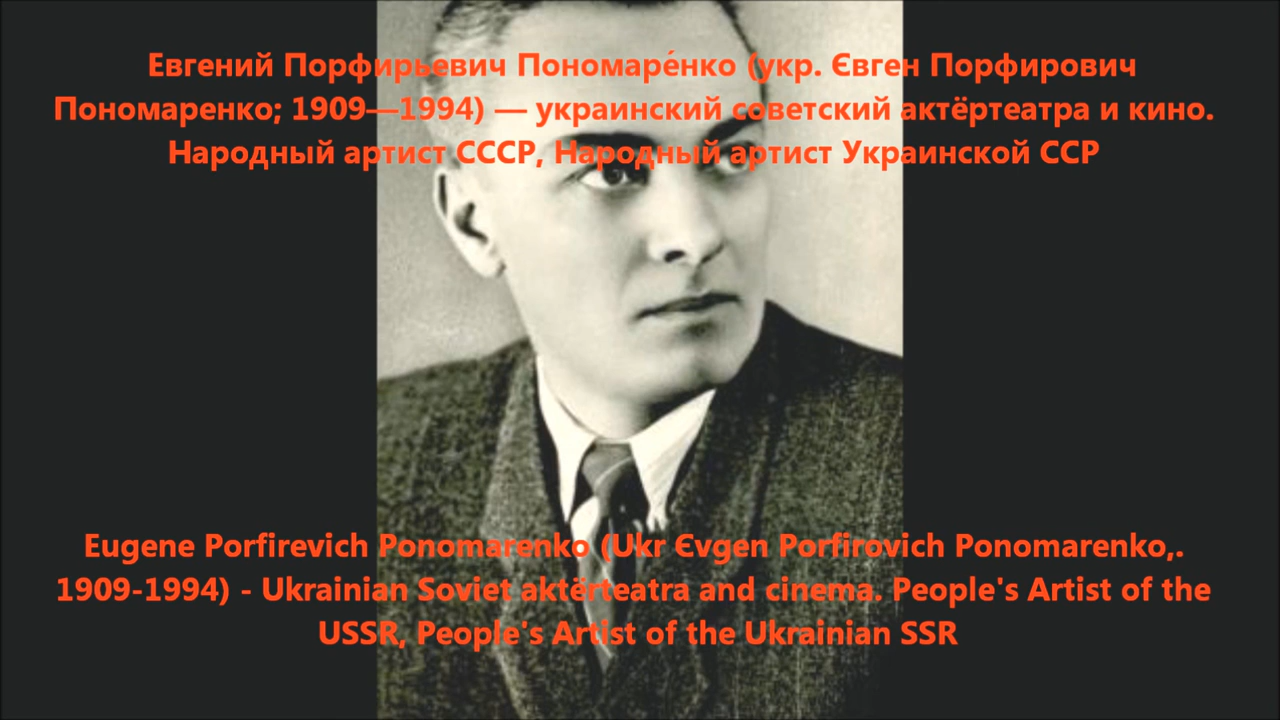 Евгений Порфирьевич Пономаре́нко (укр. Євген Порфирович
Пономаренко; 1909—1994) — украинский советский актёртеатра и кино.
Народный артист СССР, Народный артист Украинской ССР
Eugene Porfirevich Ponomarenko (Ukr Єvgen Porfirovich Ponomarenko,.
1909-1994) - Ukrainian Soviet aktërteatra and cinema. People's Artist of the
USSR, People's Artist of the Ukrainian SSR